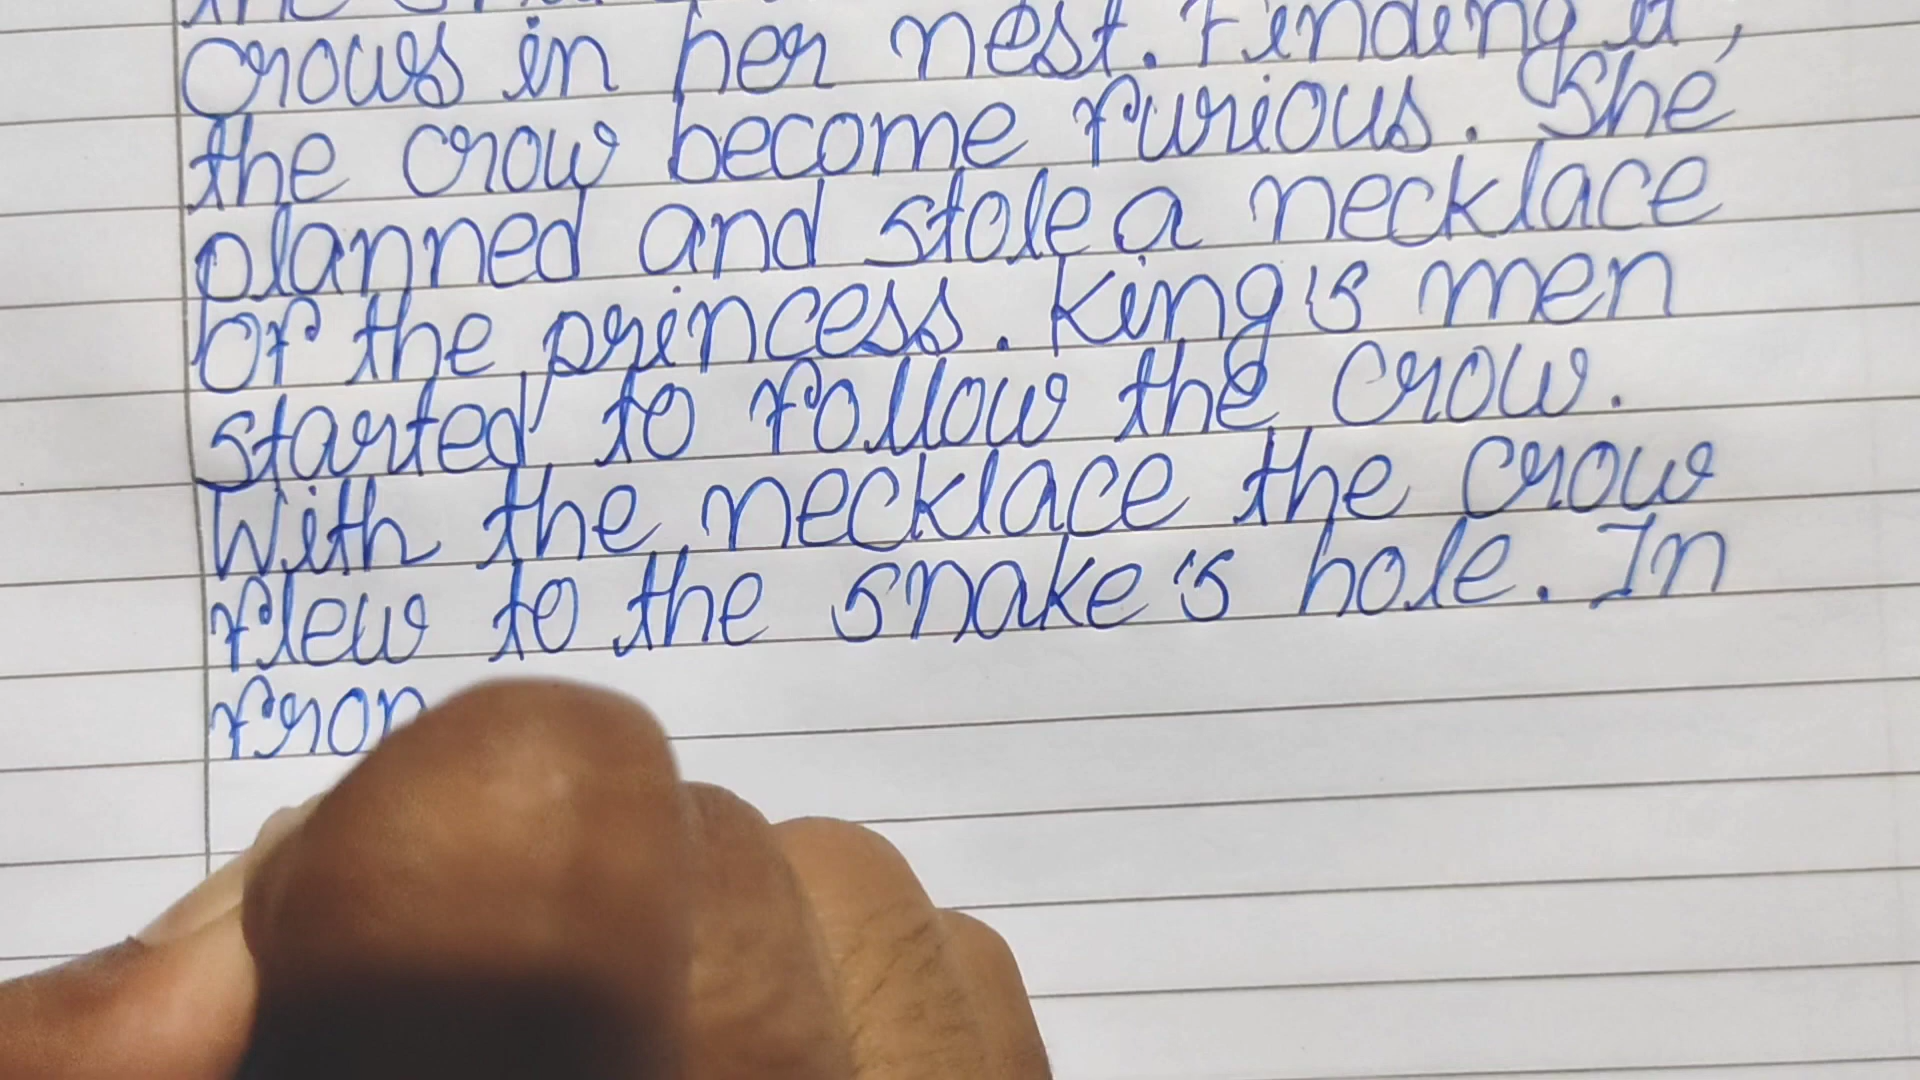 crows in her nest. Finding it,
the crow become furious. She
planned and stole a necklace
of the princess. King's men
started to follow the crow.
With the necklace the crow
flew to the snake's hole. In